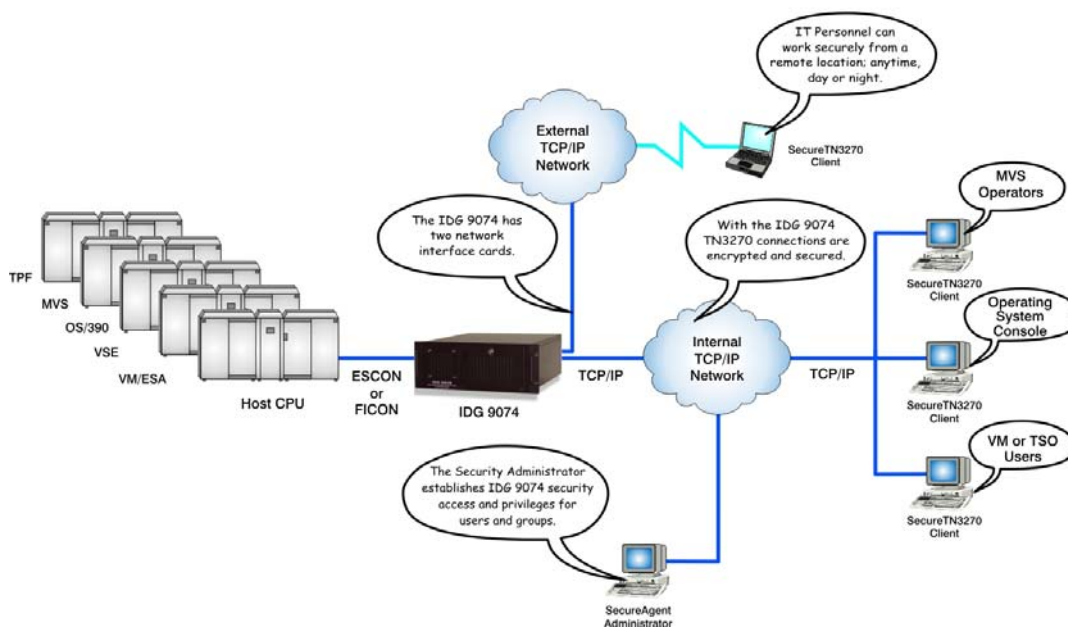 IT Personnel can
work securely from a
remote location; anytime,
day or night.
External
TCP/IP
Network
SecureTN3270
Client
MVS
Operators
The IDG 9074 has
two network
interface cards.
With the IDG 9074
TN3270 connections are
encrypted and secured.
SecureTN3270
Client
TPF
MVS
OS/390
VSE
VM/ESA
Host CPU
ESCON
or
FICON
IDG 9074
TCP/IP
Internal
TCP/IP
Network
TCP/IP
Operating
System
Console
SecureTN3270
Client
VM or TSO
Users
SecureTN3270
Client
The Security Administrator
establishes IDG 9074 security
access and privileges for
users and groups.
SecureAgent
Administrator